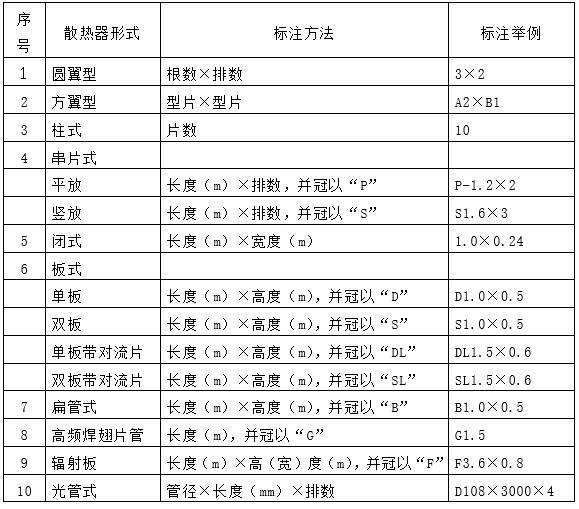 序号 散热器形式 标注方法 标注举例
1 圆翼型 根数×排数 3×2
2 方翼型 型片×型片 A2×B1
3 柱式 片数 10
4 串片式
平放 长度(m)×排数,并冠以“P” P-1.2×2
竖放 长度(m)×排数,并冠以“S” S1.6×3
5 闭式 长度(m)×宽度(m) 1.0×0.24
6 板式
单板 长度(m)×高度(m),并冠以“D” D1.0×0.5
双板 长度(m)×高度(m),并冠以“S” S1.0×0.5
单板带对流片 长度(m)×高度(m),并冠以“DL” DL1.5×0.6
双板带对流片 长度(m)×高度(m),并冠以“SL” SL1.5×0.6
7 扁管式 长度(m)×高度(m),并冠以“B” B1.0×0.5
8 高频焊翅片管 长度(m),并冠以“G” G1.5
9 辐射板 长度(m)×高(宽)度(m),并冠以“F” F3.6×0.8
10 光管式 管径×长度(mm)×排数 D108×3000×4